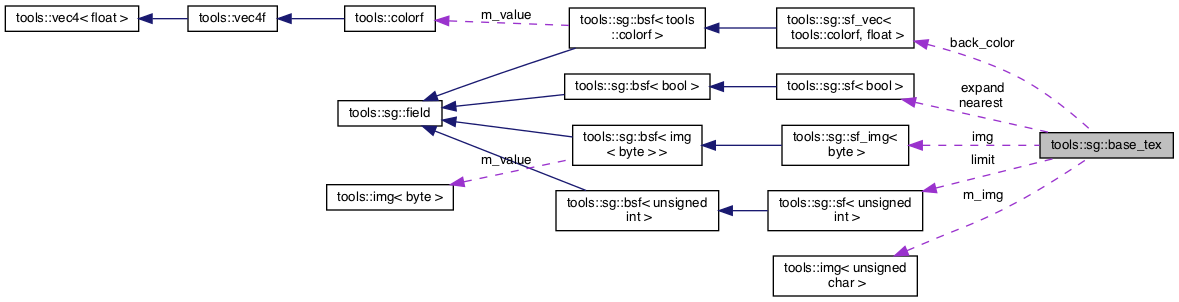 tools::vec4< float >
tools::vec4f
tools::colorf
m_value
tools::sg::bsf< tools
::colorf >
tools::sg::sf_vec<
tools::colorf, float >
back_color
tools::sg::field
tools::sg::bsf< bool >
tools::sg::sf< bool >
expand
nearest
tools::sg::bsf< img
< byte > >
tools::sg::sf_img<
byte >
img
tools::sg::base_tex
m_value
tools::img< byte >
tools::sg::bsf< unsigned
int >
tools::sg::sf< unsigned
int >
limit
m_img
tools::img< unsigned
char >